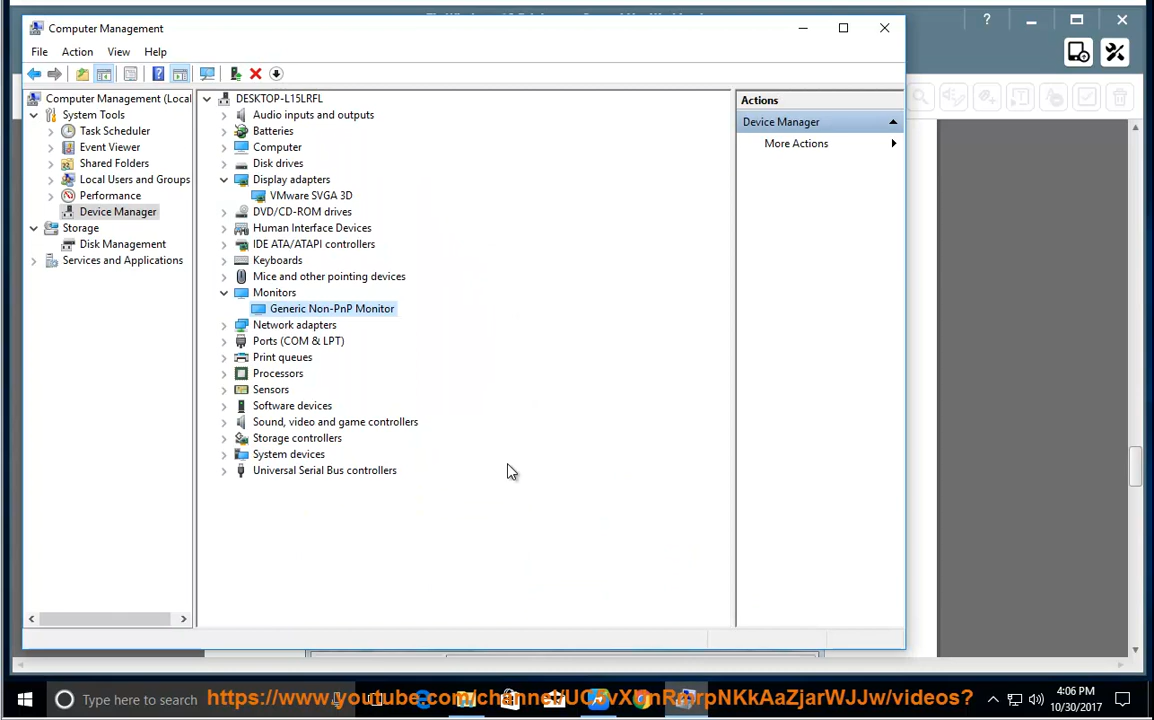 Computer Management
File Action View Help
Computer Management (Local
System Tools
Task Scheduler
Event Viewer
Shared Folders
Local Users and Groups
Performance
Device Manager
Storage
Disk Management
Services and Applications
DESKTOP-L15LRFL
Audio inputs and outputs
Batteries
Computer
Disk drives
Display adapters
VMware SVGA 3D
DVD/CD-ROM drives
Human Interface Devices
IDE ATA/ATAPI controllers
Keyboards
Mice and other pointing devices
Monitors
Generic Non-PnP Monitor
Network adapters
Ports (COM & LPT)
Print queues
Processors
Sensors
Software devices
Sound, video and game controllers
Storage controllers
System devices
Universal Serial Bus controllers
Actions
Device Manager
More Actions
Type here to search
4:06 PM
10/30/2017